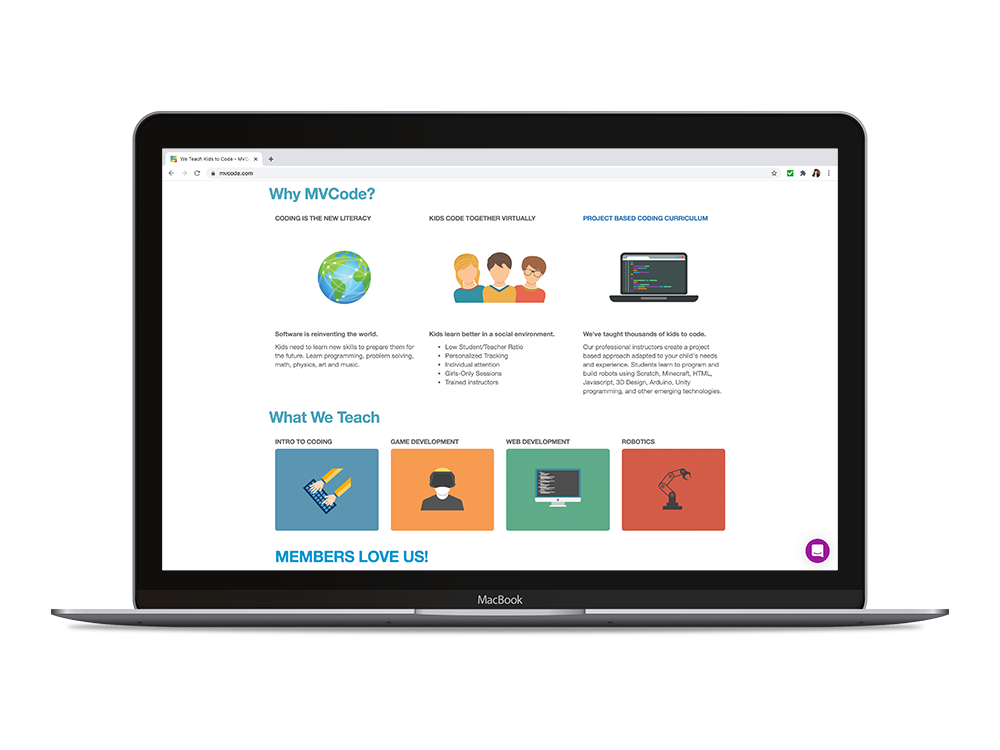 We Teach Kids to Code - MVC
mvcode.com
Why MVCode?
CODING IS THE NEW LITERACY
KIDS CODE TOGETHER VIRTUALLY
PROJECT BASED CODING CURRICULUM
Software is reinventing the world.
Kids need to learn new skills to prepare them for
the future. Learn programming, problem solving,
math, physics, art and music.
Kids learn better in a social environment.
• Low Student/Teacher Ratio
• Personalized Tracking
• Individual attention
• Girls-Only Sessions
• Trained instructors
We've taught thousands of kids to code.
Our professional instructors create a project
based approach adapted to your child's needs
and experience. Students learn to program and
build robots using Scratch, Minecraft, HTML,
Javascript, 3D Design, Arduino, Unity
programming, and other emerging technologies.
What We Teach
INTRO TO CODING
GAME DEVELOPMENT
WEB DEVELOPMENT
ROBOTICS
MEMBERS LOVE US!
MacBook